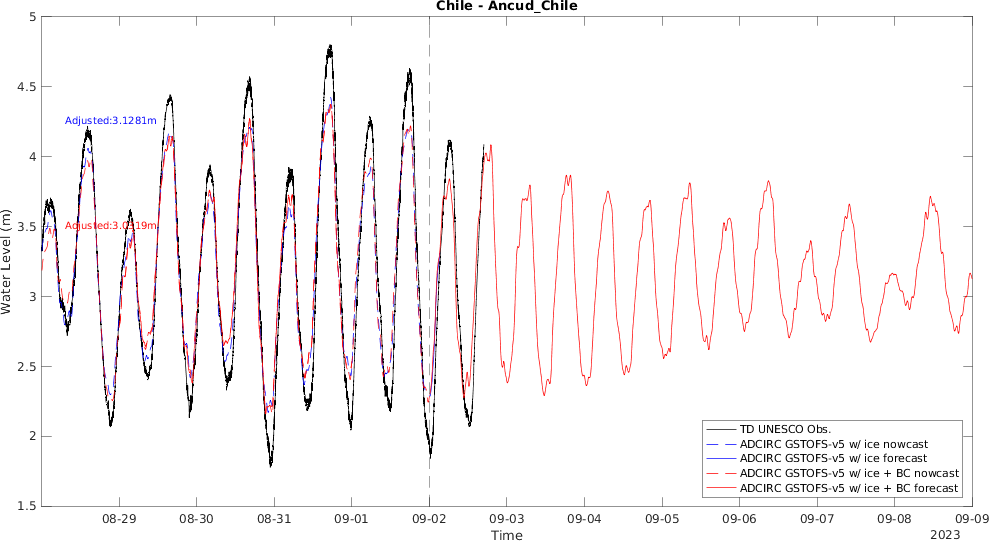 Chile - Ancud_Chile
Water Level (m)
5
4.5
4
3.5
3
2.5
2
1.5
Adjusted:3.1281m
Adjusted:3.0319m
TD UNESCO Obs.
ADCIRC GSTOFS-v5 w/ ice nowcast
ADCIRC GSTOFS-v5 w/ ice forecast
ADCIRC GSTOFS-v5 w/ ice + BC nowcast
ADCIRC GSTOFS-v5 w/ ice + BC forecast
08-29 08-30 08-31 09-01 09-02 09-03 09-04 09-05 09-06 09-07 09-08 09-09
Time
2023